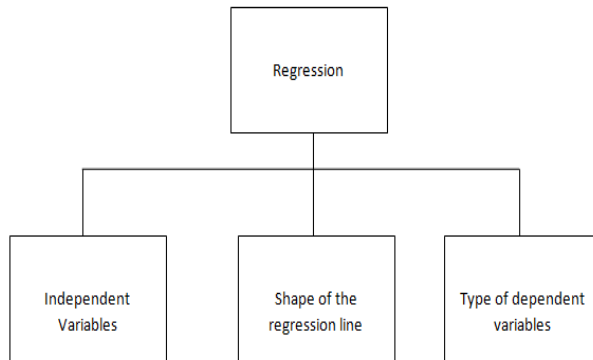 Regression
Independent
Variables
Shape of the
regression line
Type of dependent
variables